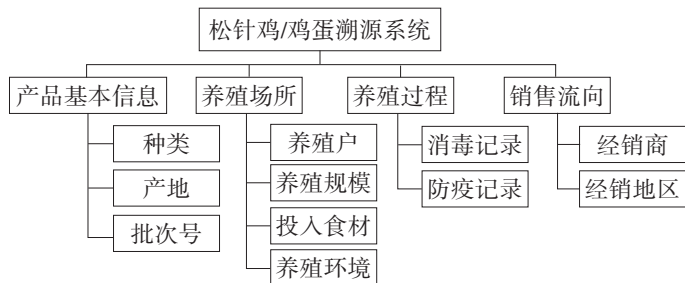 松针鸡/鸡蛋溯源系统
产品基本信息
养殖场所
养殖过程
销售流向
种类
产地
批次号
养殖户
养殖规模
投入食材
养殖环境
消毒记录
防疫记录
经销商
经销地区